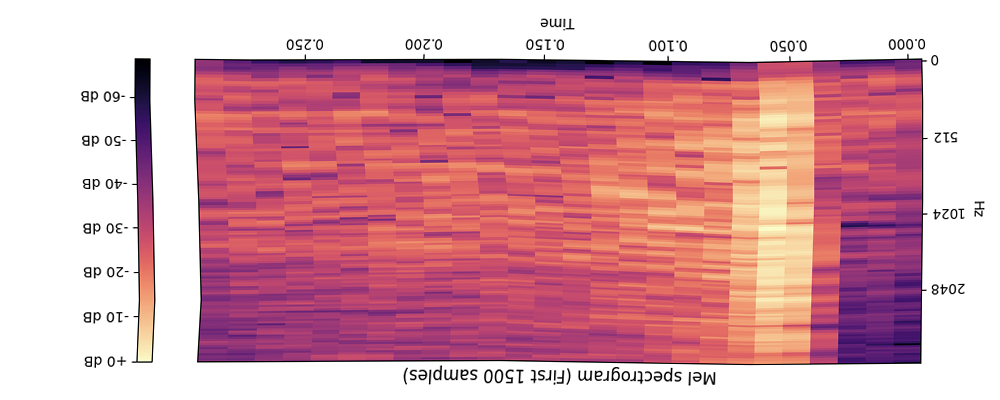 Mel spectrogram (First 1500 samples)
2048
1024
512
0
Hz
0.000
0.050
0.100
0.150
0.200
0.250
Time
+0 dB
-10 dB
-20 dB
-30 dB
-40 dB
-50 dB
-60 dB